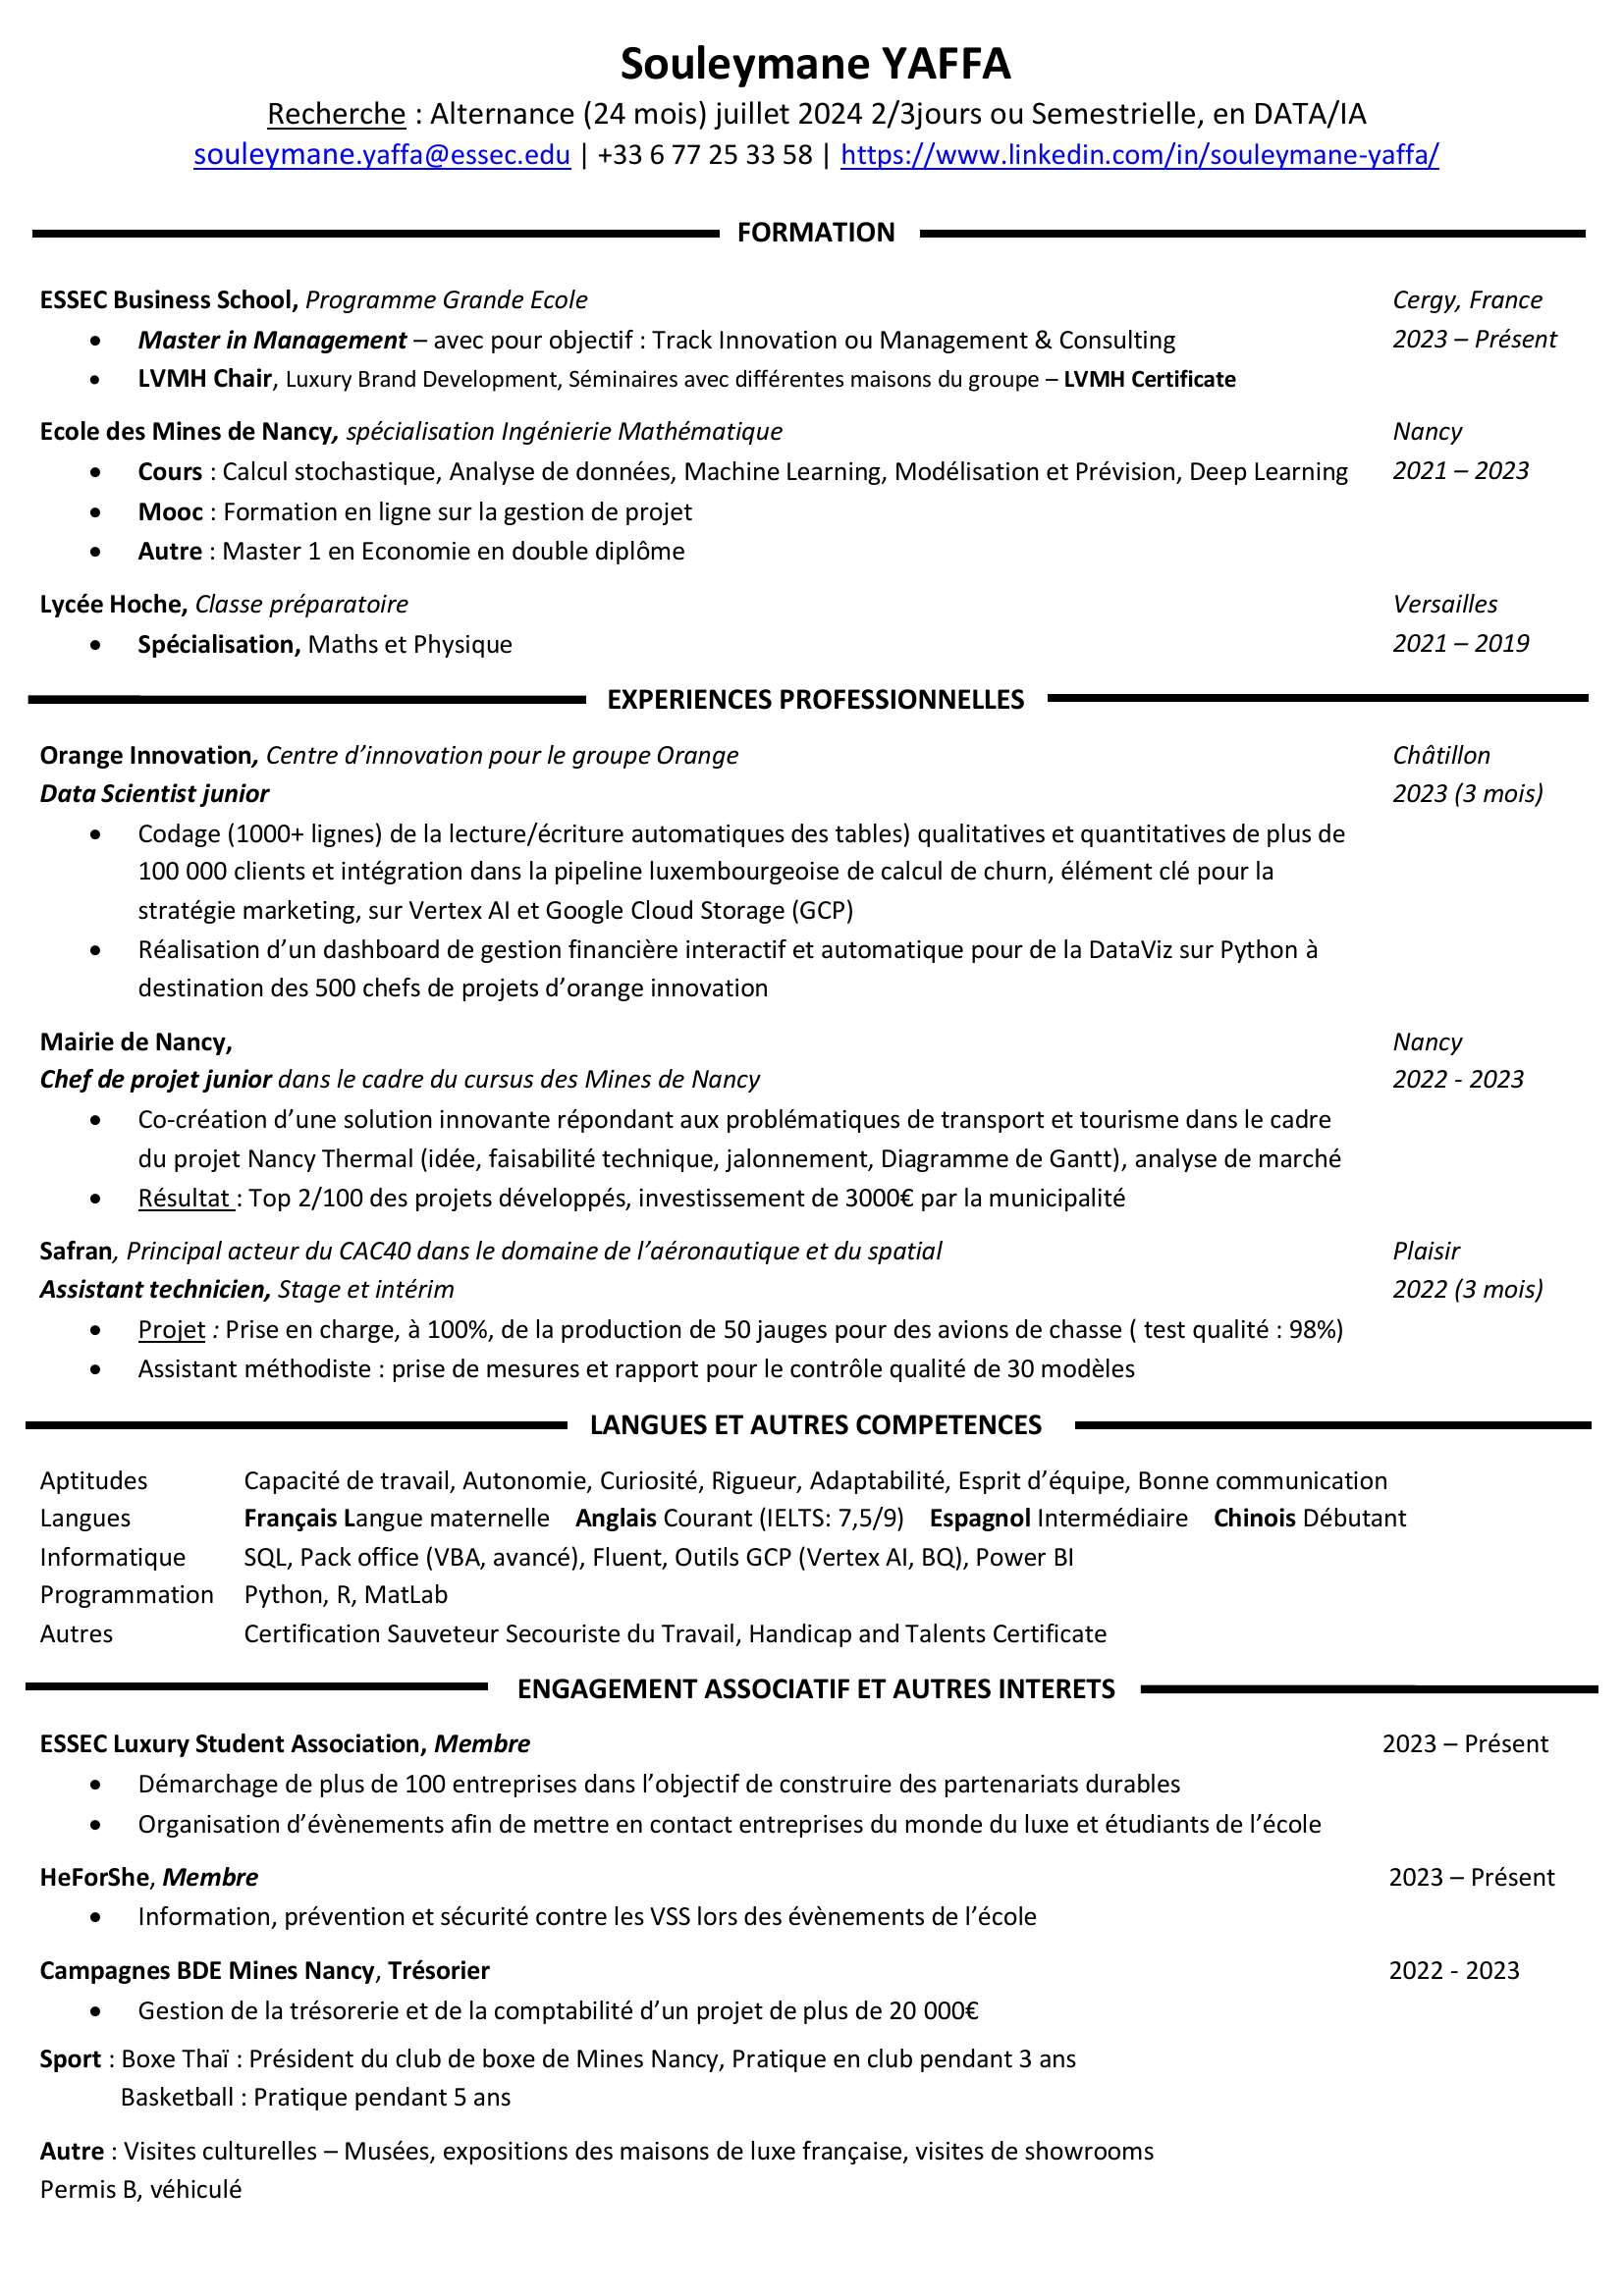 Souleymane YAFFA
Recherche : Alternance (24 mois) juillet 2024 2/3jours ou Semestrielle, en DATA/IA
souleymane.yaffa@essec.edu | +33 6 77 25 33 58 | https://www.linkedin.com/in/souleymane-yaffa/
FORMATION
ESSEC Business School, Programme Grande Ecole Cergy, France
• Master in Management – avec pour objectif : Track Innovation ou Management & Consulting 2023 – Présent
• LVMH Chair, Luxury Brand Development, Séminaires avec différentes maisons du groupe – LVMH Certificate
Ecole des Mines de Nancy, spécialisation Ingénierie Mathématique Nancy
• Cours : Calcul stochastique, Analyse de données, Machine Learning, Modélisation et Prévision, Deep Learning 2021 – 2023
• Mooc : Formation en ligne sur la gestion de projet
• Autre : Master 1 en Economie en double diplôme
Lycée Hoche, Classe préparatoire Versailles
• Spécialisation, Maths et Physique 2021 – 2019
EXPERIENCES PROFESSIONNELLES
Orange Innovation, Centre d’innovation pour le groupe Orange Châtillon
Data Scientist junior 2023 (3 mois)
• Codage (1000+ lignes) de la lecture/écriture automatiques des tables) qualitatives et quantitatives de plus de
100 000 clients et intégration dans la pipeline luxembourgeoise de calcul de churn, élément clé pour la
stratégie marketing, sur Vertex AI et Google Cloud Storage (GCP)
• Réalisation d’un dashboard de gestion financière interactif et automatique pour de la DataViz sur Python à
destination des 500 chefs de projets d’orange innovation
Mairie de Nancy, Nancy
Chef de projet junior dans le cadre du cursus des Mines de Nancy 2022 - 2023
• Co-création d’une solution innovante répondant aux problématiques de transport et tourisme dans le cadre
du projet Nancy Thermal (idée, faisabilité technique, jalonnement, Diagramme de Gantt), analyse de marché
• Résultat : Top 2/100 des projets développés, investissement de 3000€ par la municipalité
Safran, Principal acteur du CAC40 dans le domaine de l’aéronautique et du spatial Plaisir
Assistant technicien, Stage et intérim 2022 (3 mois)
• Projet : Prise en charge, à 100%, de la production de 50 jauges pour des avions de chasse ( test qualité : 98%)
• Assistant méthodiste : prise de mesures et rapport pour le contrôle qualité de 30 modèles
LANGUES ET AUTRES COMPETENCES
Aptitudes Capacité de travail, Autonomie, Curiosité, Rigueur, Adaptabilité, Esprit d’équipe, Bonne communication
Langues Français Langue maternelle Anglais Courant (IELTS: 7,5/9) Espagnol Intermédiaire Chinois Débutant
Informatique SQL, Pack office (VBA, avancé), Fluent, Outils GCP (Vertex AI, BQ), Power BI
Programmation Python, R, MatLab
Autres Certification Sauveteur Secouriste du Travail, Handicap and Talents Certificate
ENGAGEMENT ASSOCIATIF ET AUTRES INTERETS
ESSEC Luxury Student Association, Membre 2023 – Présent
• Démarchage de plus de 100 entreprises dans l’objectif de construire des partenariats durables
• Organisation d’évènements afin de mettre en contact entreprises du monde du luxe et étudiants de l’école
HeForShe, Membre 2023 – Présent
• Information, prévention et sécurité contre les VSS lors des évènements de l’école
Campagnes BDE Mines Nancy, Trésorier 2022 - 2023
• Gestion de la trésorerie et de la comptabilité d’un projet de plus de 20 000€
Sport : Boxe Thaï : Président du club de boxe de Mines Nancy, Pratique en club pendant 3 ans
Basketball : Pratique pendant 5 ans
Autre : Visites culturelles – Musées, expositions des maisons de luxe française, visites de showrooms
Permis B, véhiculé